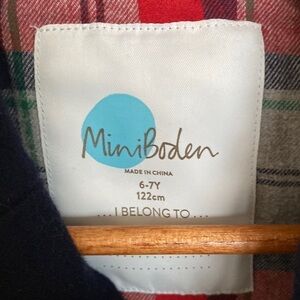 MiniBoden
MADE IN CHINA
6-7Y
122cm
...I BELONG TO...